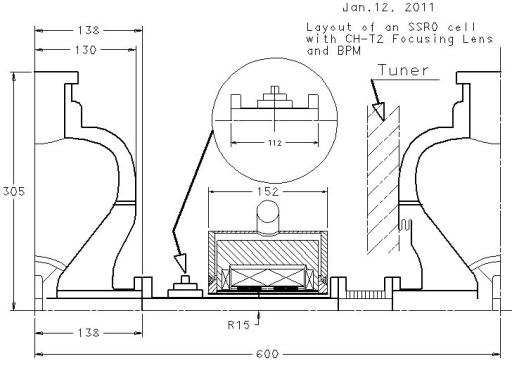 Jan.12, 2011
Layout of an SSR0 cell
with CH-T2 Focusing Lens
and BPM
Tuner
138
130
112
152
305
138
R15
600